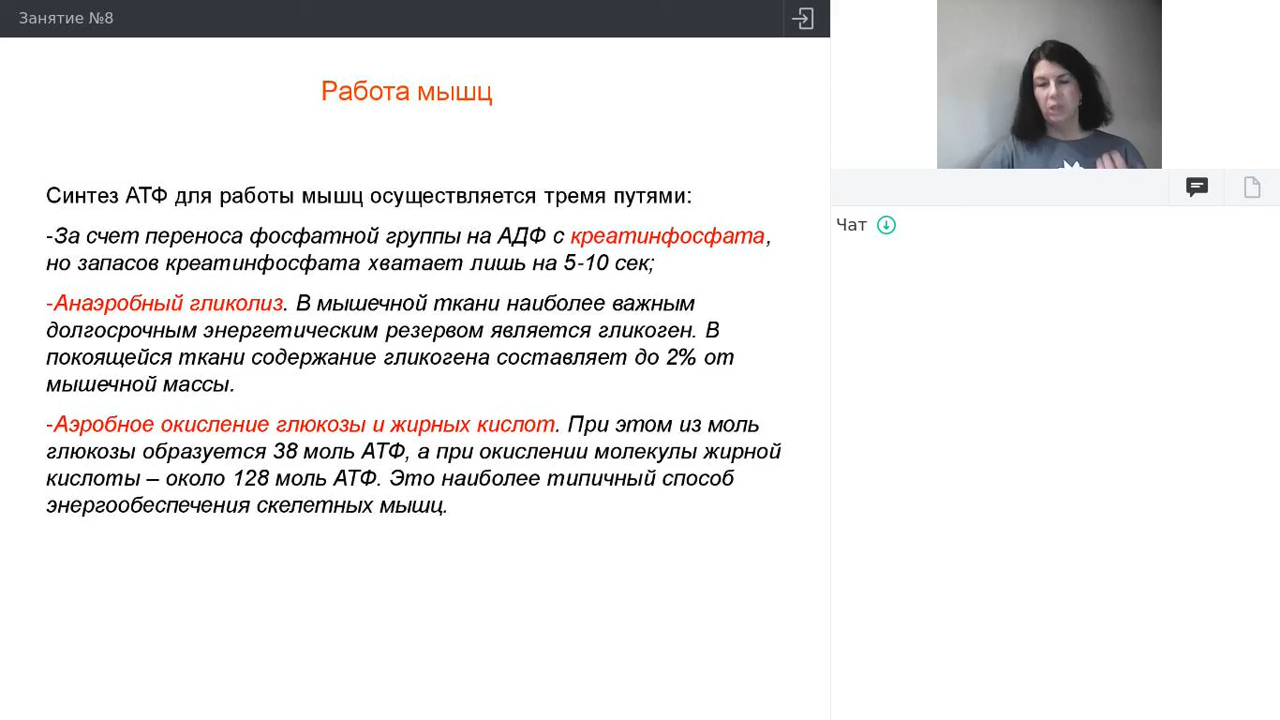 Занятие №8
Работа мышц
Синтез АТФ для работы мышц осуществляется тремя путями:
-За счет переноса фосфатной группы на АДФ с креатинфосфата,
но запасов креатинфосфата хватает лишь на 5-10 сек;
-Анаэробный гликолиз. В мышечной ткани наиболее важным
долгосрочным энергетическим резервом является гликоген. В
покоящейся ткани содержание гликогена составляет до 2% от
мышечной массы.
-Аэробное окисление глюкозы и жирных кислот. При этом из моль
глюкозы образуется 38 моль АТФ, а при окислении молекулы жирной
кислоты – около 128 моль АТФ. Это наиболее типичный способ
энергообеспечения скелетных мышц.
Чат